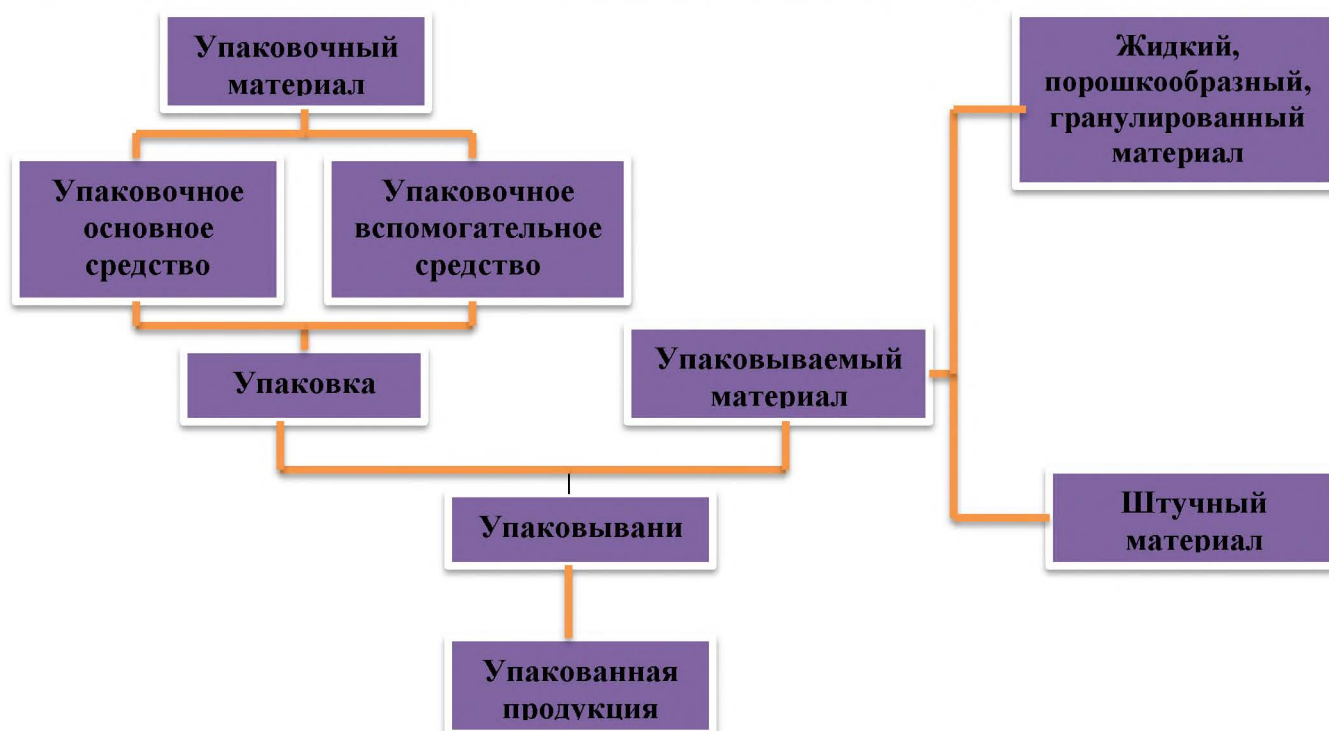 Упаковочный
материал
Жидкий,
порошкообразный,
гранулированный
материал
Упаковочное
основное
средство
Упаковочное
вспомогательное
средство
Упаковка
Упаковываемый
материал
Упаковывани
Штучный
материал
Упакованная
продукция